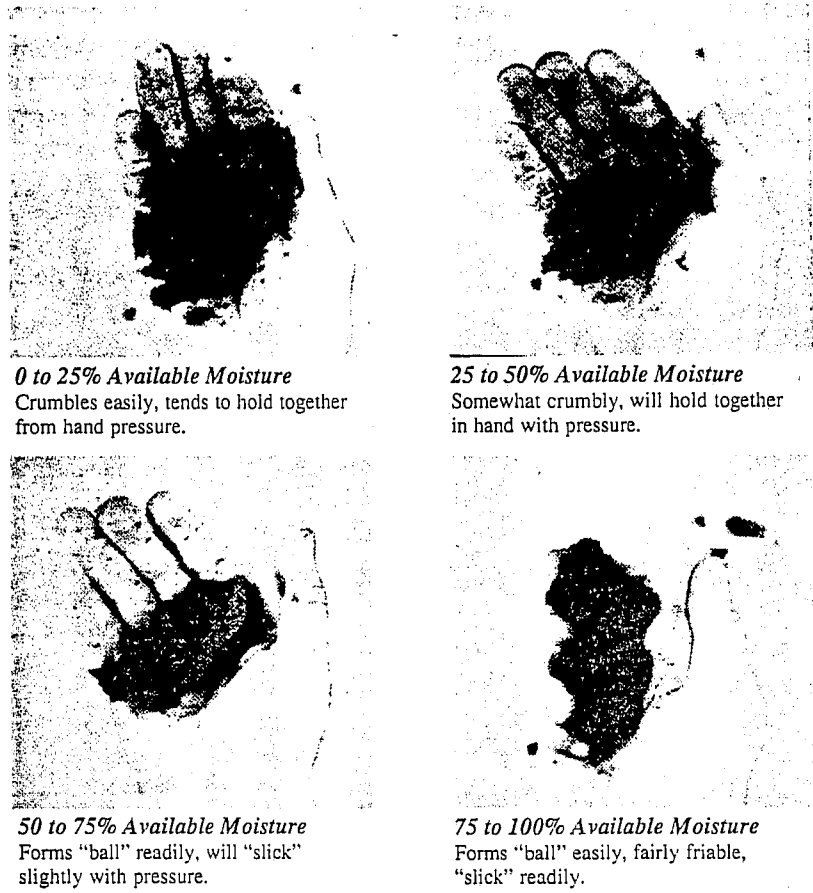 0 to 25% Available Moisture
Crumbles easily, tends to hold together
from hand pressure.
25 to 50% Available Moisture
Somewhat crumbly, will hold together
in hand with pressure.
50 to 75% Available Moisture
Forms “ball” readily, will “slick”
slightly with pressure.
75 to 100% Available Moisture
Forms “ball” easily, fairly friable,
“slick” readily.